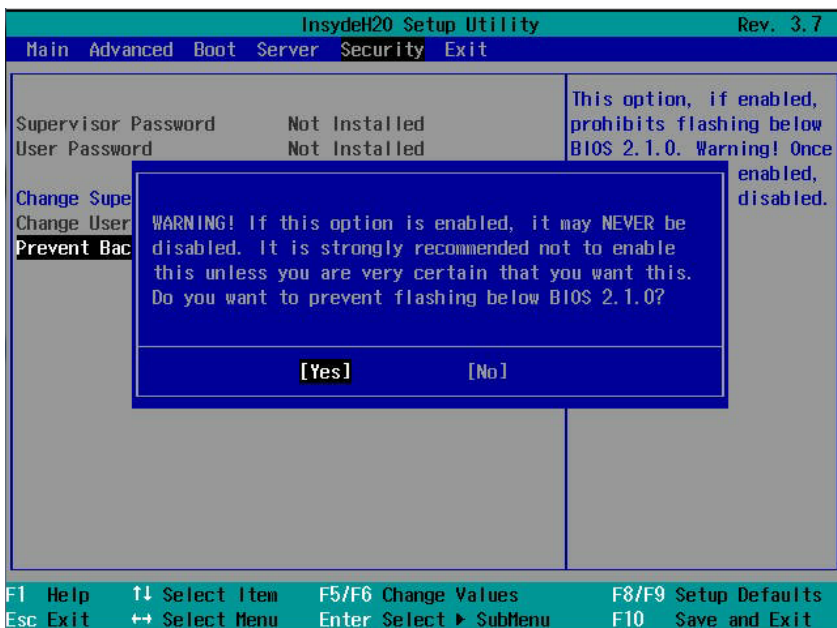 InsydeH20 Setup Utility Rev. 3.7
Main Advanced Boot Server Security Exit
Supervisor Password Not Installed
User Password Not Installed
Change Supe
Change User
Prevent Bac
This option, if enabled,
prohibits flashing below
BIOS 2.1.0. Warning! Once
enabled,
disabled.
WARNING! If this option is enabled, it may NEVER be
disabled. It is strongly recommended not to enable
this unless you are very certain that you want this.
Do you want to prevent flashing below BIOS 2.1.0?
[Yes] [No]
F1 Help ↑↓ Select Item F5/F6 Change Values F8/F9 Setup Defaults
Esc Exit ↔ Select Menu Enter Select ▶ SubMenu F10 Save and Exit